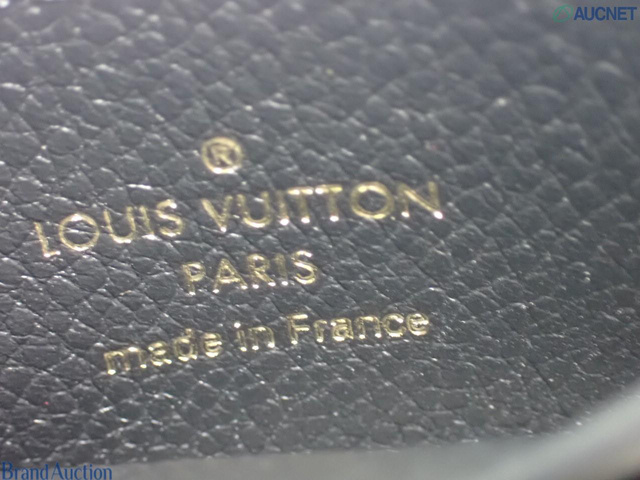 AUCNET
®
LOUIS VUITTON
PARIS
made in France
Brand Auction